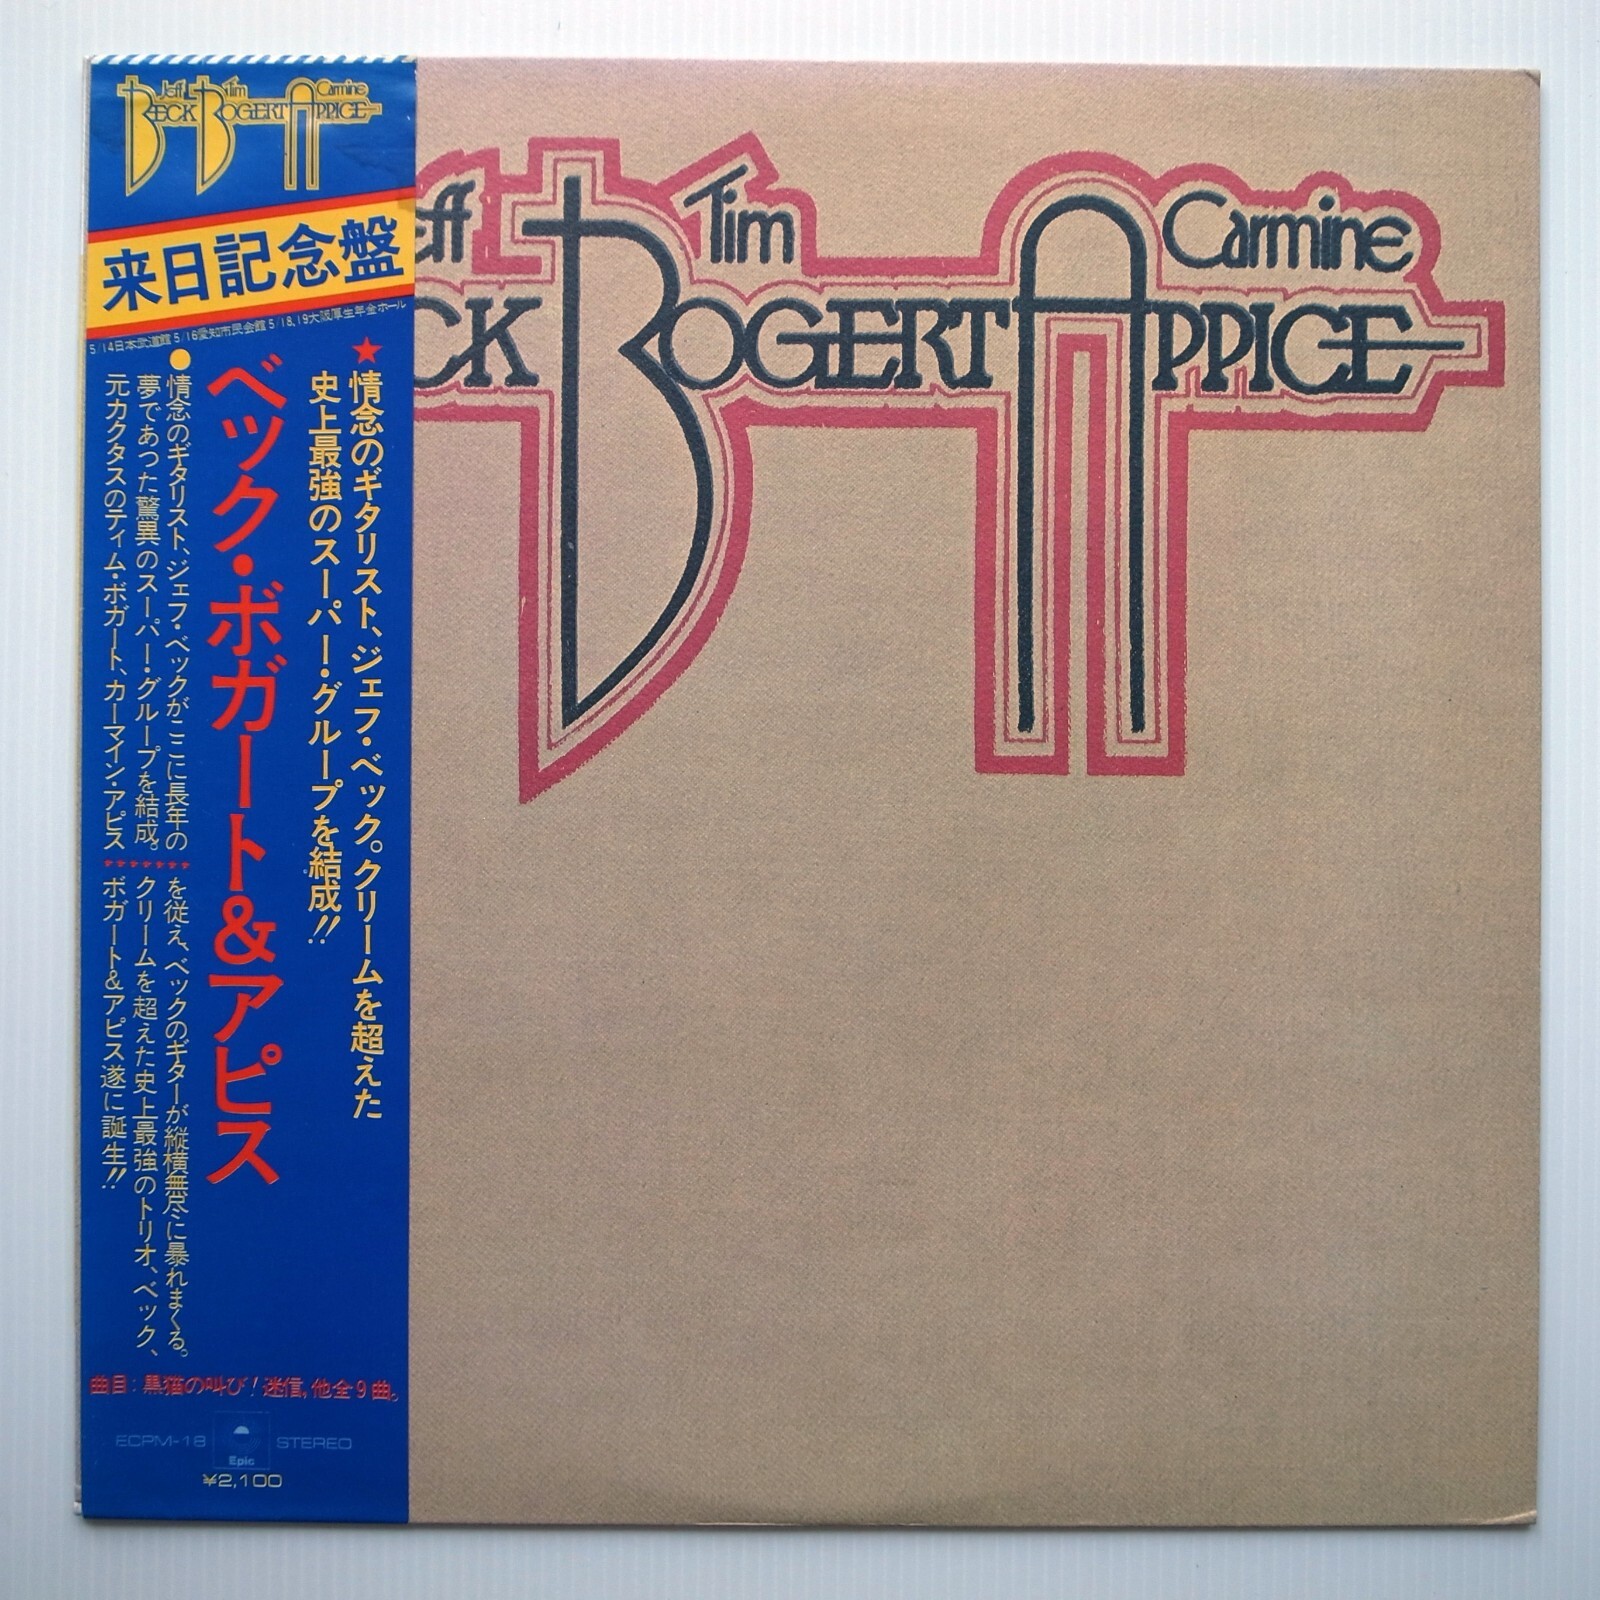 Jeff Tim Carmine
BECK BOGERT APPICE
来日記念盤
5/14日本武道館 5/16愛知市民会館 5/18,19大阪厚生年金ホール
★情念のギタリスト、ジェフ・ベック。クリームを超えた
史上最強のスーパー・グループを結成!!
ベック・ボガート&アピス
●情念のギタリスト、ジェフ・ベックがここに長年の
夢であった驚異のスーパー・グループを結成。
元カクタスのティム・ボガート、カーマイン・アピス
を従え、ベックのギターが縦横無尽に暴れまくる。
クリームを超えた史上最強のトリオ、ベック、
ボガート&アピス遂に誕生!!
曲目：黒猫の叫び!迷信,他全9曲。
ECPM-18 Epic STEREO
¥2,100
eff Tim Carmine
CK BOGERT APPICE